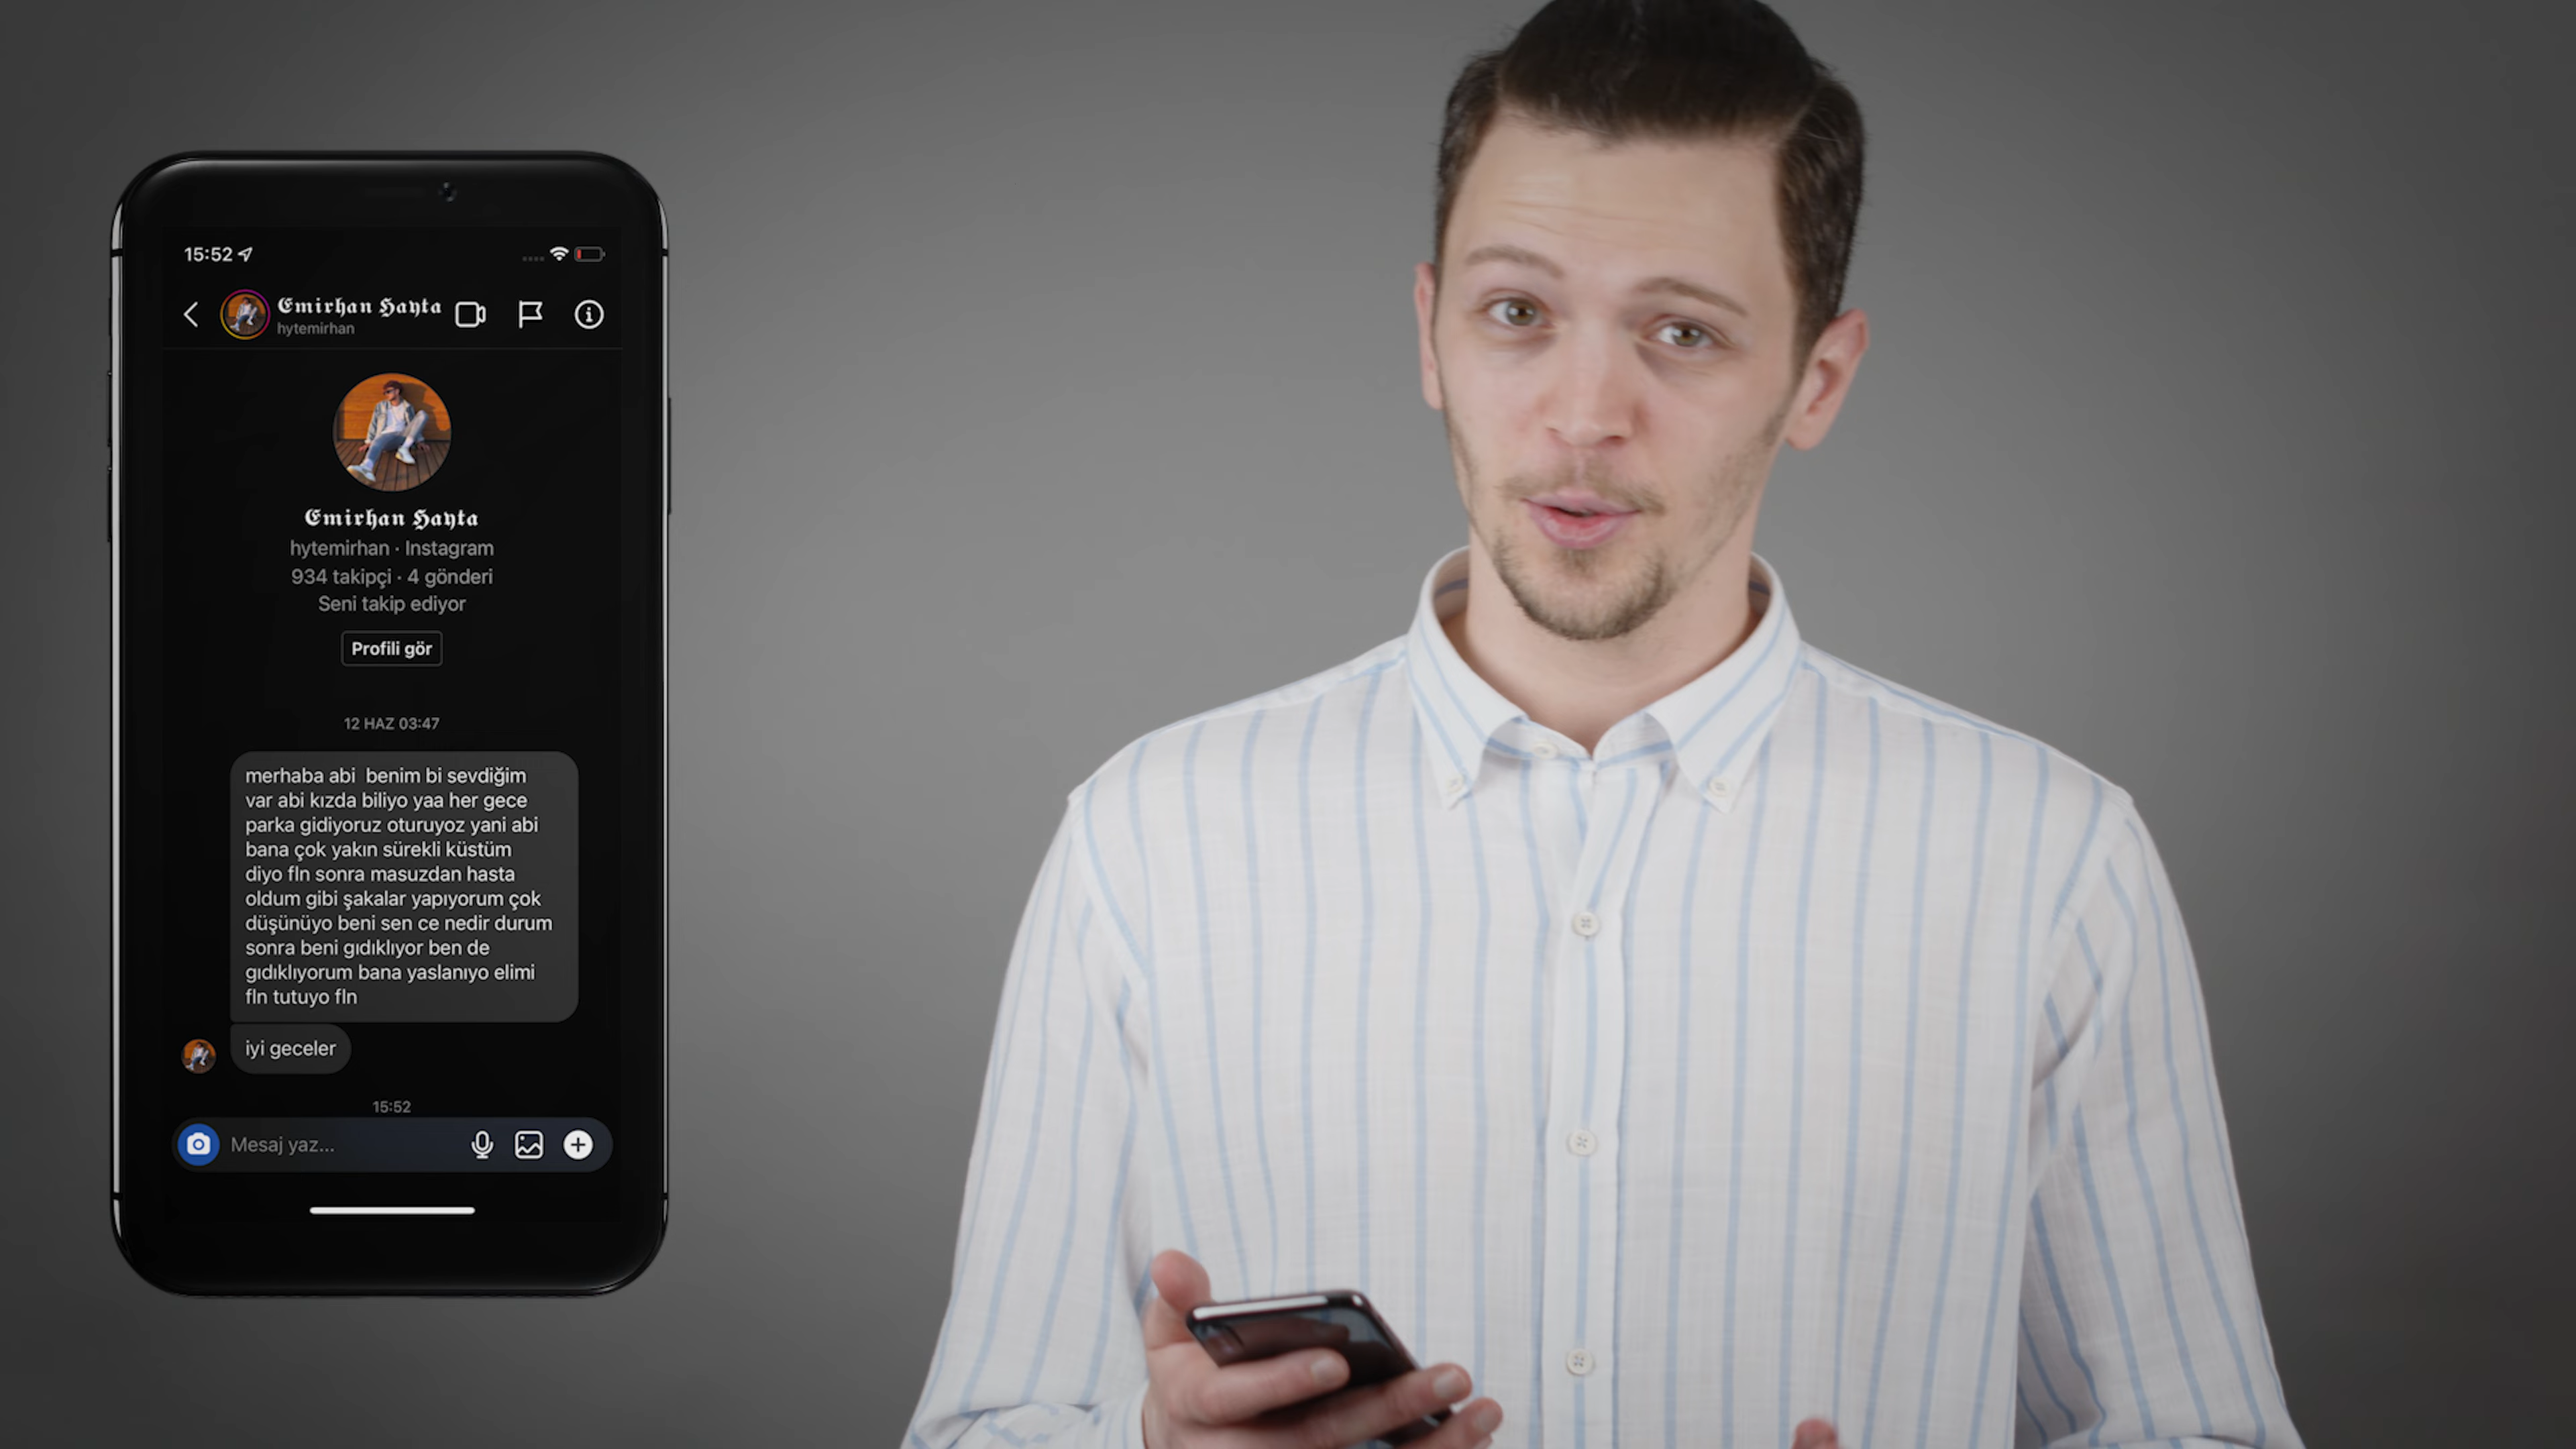 15:52
Emirhan Hayta
hytemirhan
Emirhan Hayta
hytemirhan · Instagram
934 takipçi · 4 gönderi
Seni takip ediyor
Profili gör
12 HAZ 03:47
merhaba abi  benim bi sevdiğim
var abi kızda biliyo yaa her gece
parka gidiyoruz oturuyoz yani abi
bana çok yakın sürekli küstüm
diyo fln sonra masuzdan hasta
oldum gibi şakalar yapıyorum çok
düşünüyo beni sen ce nedir durum
sonra beni gıdıklıyor ben de
gıdıklıyorum bana yaslanıyo elimi
fln tutuyo fln
iyi geceler
15:52
Mesaj yaz...